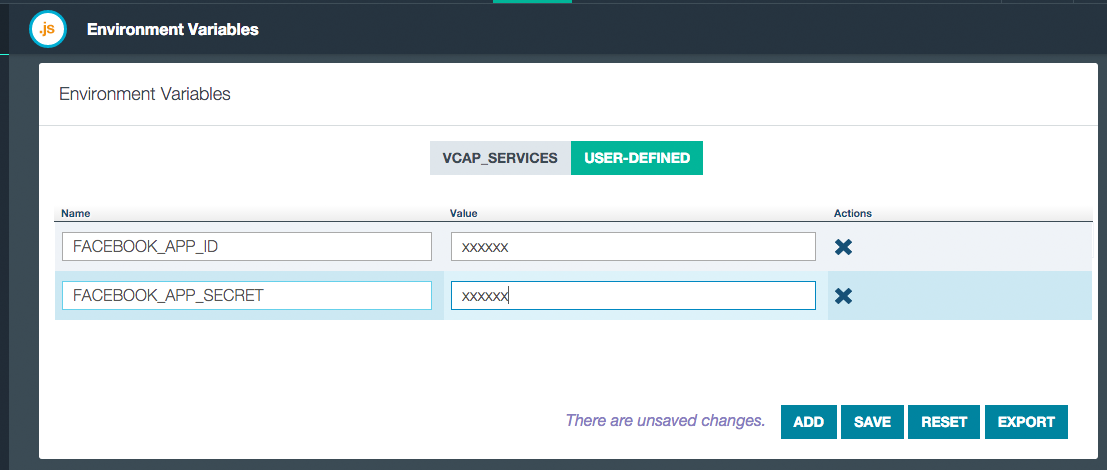 .js Environment Variables
Environment Variables
VCAP_SERVICES USER-DEFINED
Name Value Actions
FACEBOOK_APP_ID xxxxxx
FACEBOOK_APP_SECRET xxxxxx
There are unsaved changes. ADD SAVE RESET EXPORT